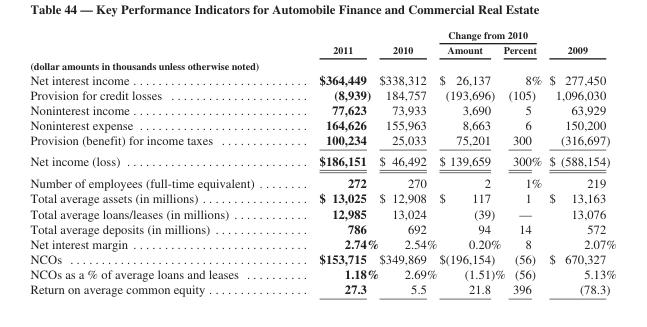 Table 44 — Key Performance Indicators for Automobile Finance and Commercial Real Estate
Change from 2010
2011 2010 Amount Percent 2009
(dollar amounts in thousands unless otherwise noted)
Net interest income . . . . . . . . . . . . . . . . . . . . . . . . . . . . $364,449 $338,312 $ 26,137 8% $ 277,450
Provision for credit losses . . . . . . . . . . . . . . . . . . . . . . (8,939) 184,757 (193,696) (105) 1,096,030
Noninterest income . . . . . . . . . . . . . . . . . . . . . . . . . . . . 77,623 73,933 3,690 5 63,929
Noninterest expense . . . . . . . . . . . . . . . . . . . . . . . . . . . 164,626 155,963 8,663 6 150,200
Provision (benefit) for income taxes . . . . . . . . . . . . . . 100,234 25,033 75,201 300 (316,697)
Net income (loss) . . . . . . . . . . . . . . . . . . . . . . . . . . . . . $186,151 $ 46,492 $ 139,659 300% $ (588,154)
Number of employees (full-time equivalent) . . . . . . . . 272 270 2 1% 219
Total average assets (in millions) . . . . . . . . . . . . . . . . . $ 13,025 $ 12,908 $ 117 1 $ 13,163
Total average loans/leases (in millions) . . . . . . . . . . . . 12,985 13,024 (39) — 13,076
Total average deposits (in millions) . . . . . . . . . . . . . . . 786 692 94 14 572
Net interest margin . . . . . . . . . . . . . . . . . . . . . . . . . . . . 2.74% 2.54% 0.20% 8 2.07%
NCOs . . . . . . . . . . . . . . . . . . . . . . . . . . . . . . . . . . . . . . $153,715 $349,869 $(196,154) (56) $ 670,327
NCOs as a % of average loans and leases . . . . . . . . . . 1.18% 2.69% (1.51)% (56) 5.13%
Return on average common equity . . . . . . . . . . . . . . . . 27.3 5.5 21.8 396 (78.3)